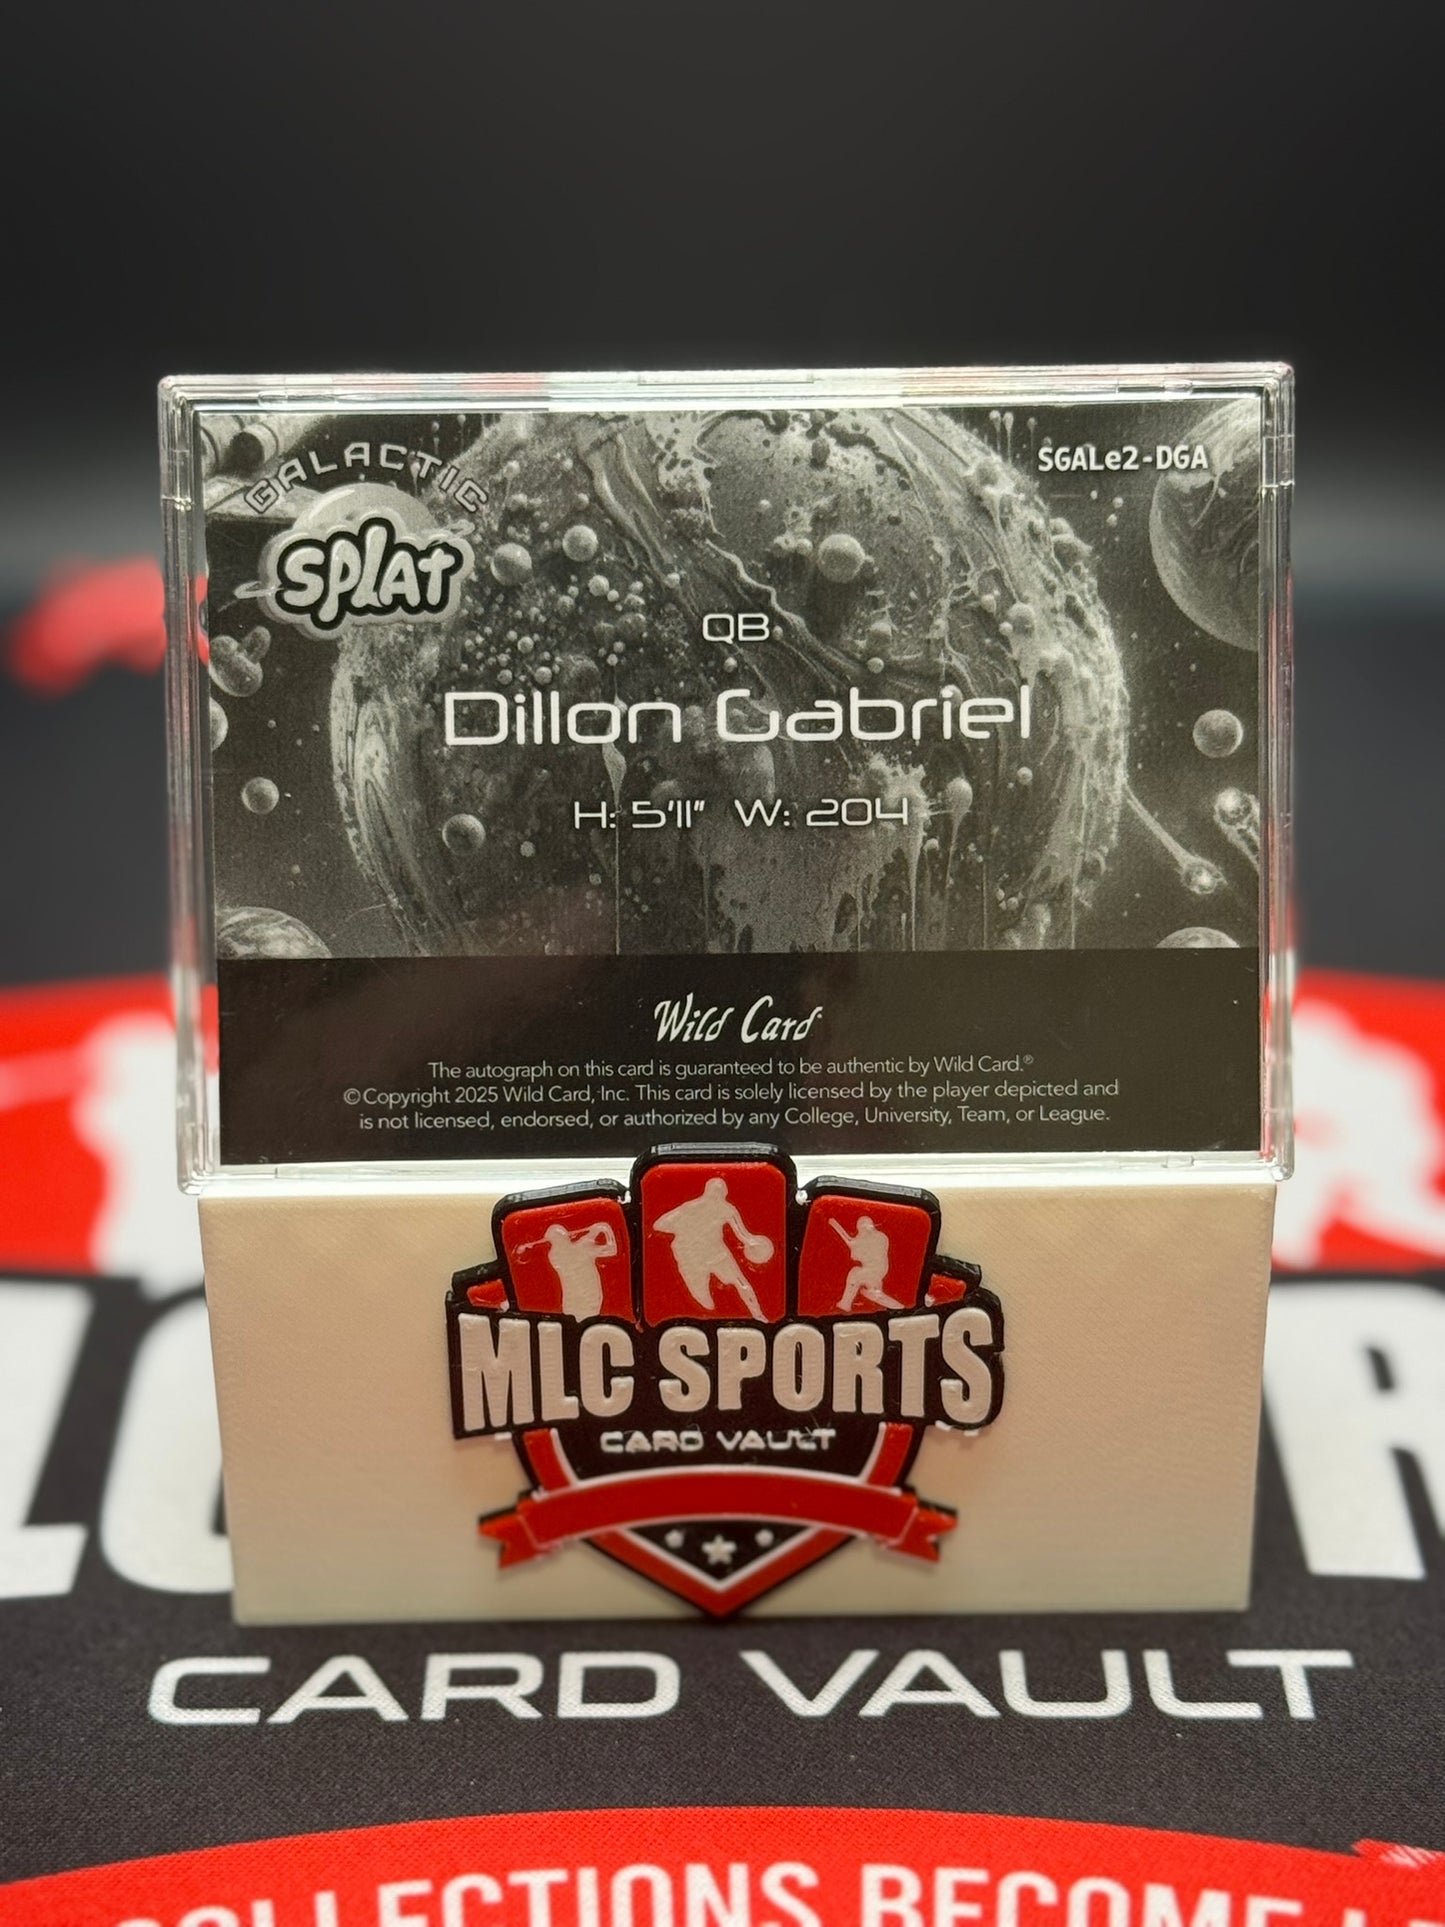 GALACTIC
SPLAT
SGALe2-DGA
QB
Dillon Gabriel
H: 5'11" W: 204
Wild Card
The autograph on this card is guaranteed to be authentic by Wild Card.®
© Copyright 2025 Wild Card, Inc. This card is solely licensed by the player depicted and
is not licensed, endorsed, or authorized by any College, University, Team, or League.
MLC SPORTS
CARD VAULT
CARD VAULT
COLLECTIONS BECOME